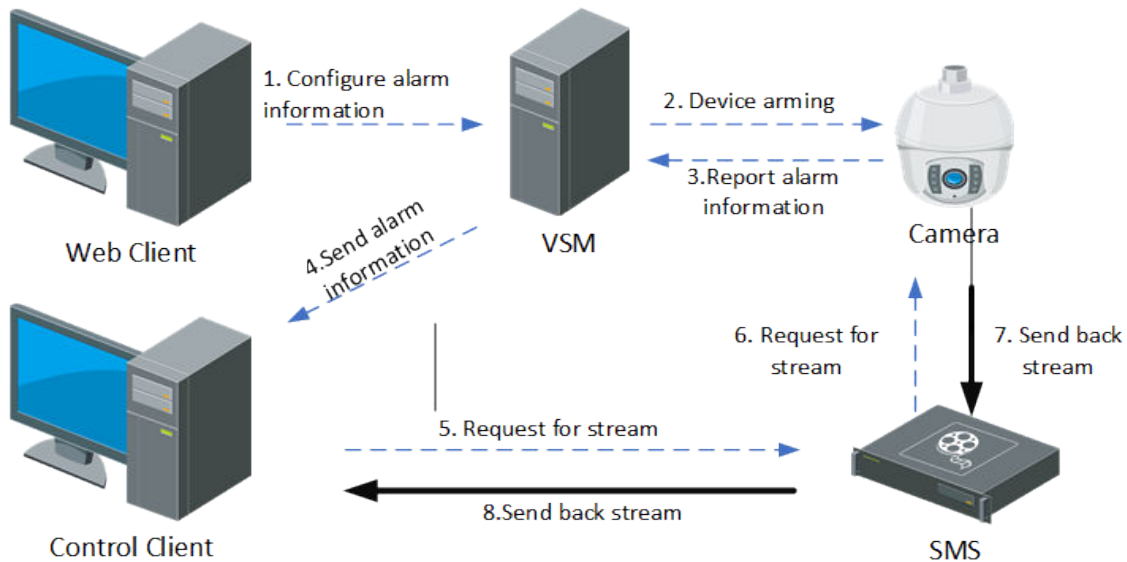 1. Configure alarm
information
2. Device arming
3.Report alarm
information
Web Client
VSM
Camera
4.Send alarm
information
6. Request for
stream
7. Send back
stream
5. Request for stream
8.Send back stream
Control Client
SMS